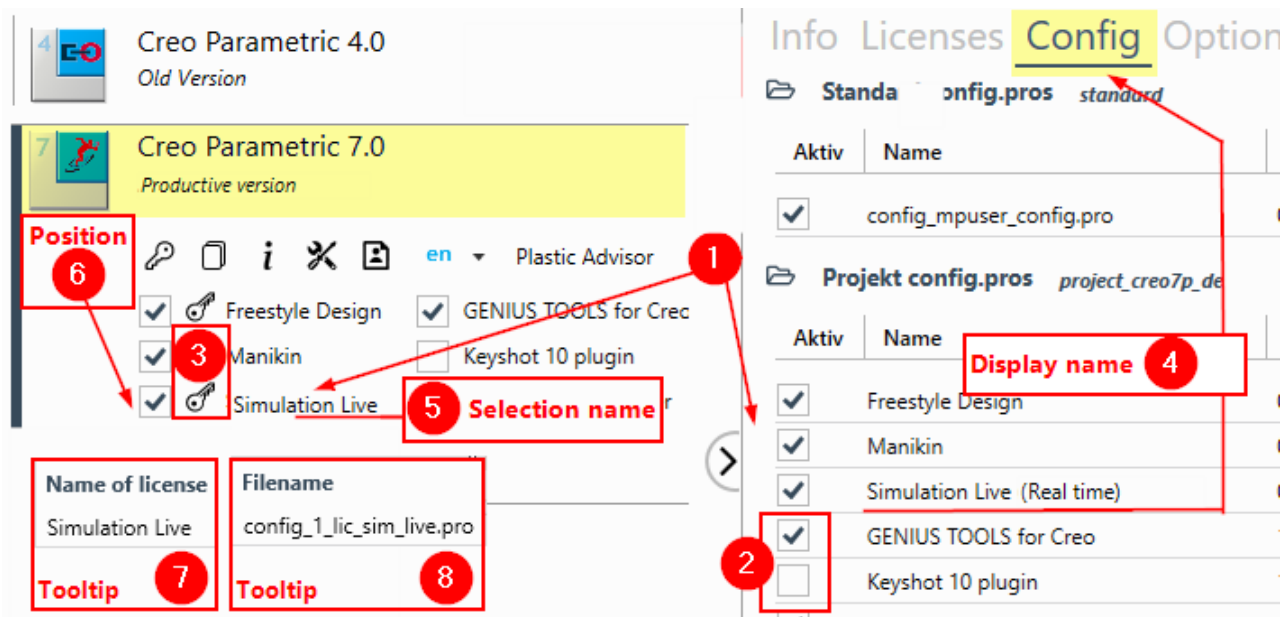 4
Creo Parametric 4.0
Old Version
7
Creo Parametric 7.0
Productive version
Position
6
i
en
Plastic Advisor
1
Freestyle Design
GENIUS TOOLS for Creo
3
Manikin
Keyshot 10 plugin
Simulation Live
5
Selection name
r
Name of license
Simulation Live
Tooltip
7
Filename
config_1_lic_sim_live.pro
Tooltip
8
Info Licenses Config Option
Standa onfig.pros standard
Aktiv Name
config_mpuser_config.pro
Projekt config.pros project_creo7p_de
Aktiv Name
Display name 4
Freestyle Design
Manikin
Simulation Live (Real time)
2
GENIUS TOOLS for Creo
Keyshot 10 plugin